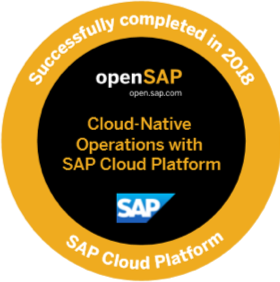 Successfully completed in 2018
openSAP
open.sap.com
Cloud-Native
Operations with
SAP Cloud Platform
SAP
SAP Cloud Platform